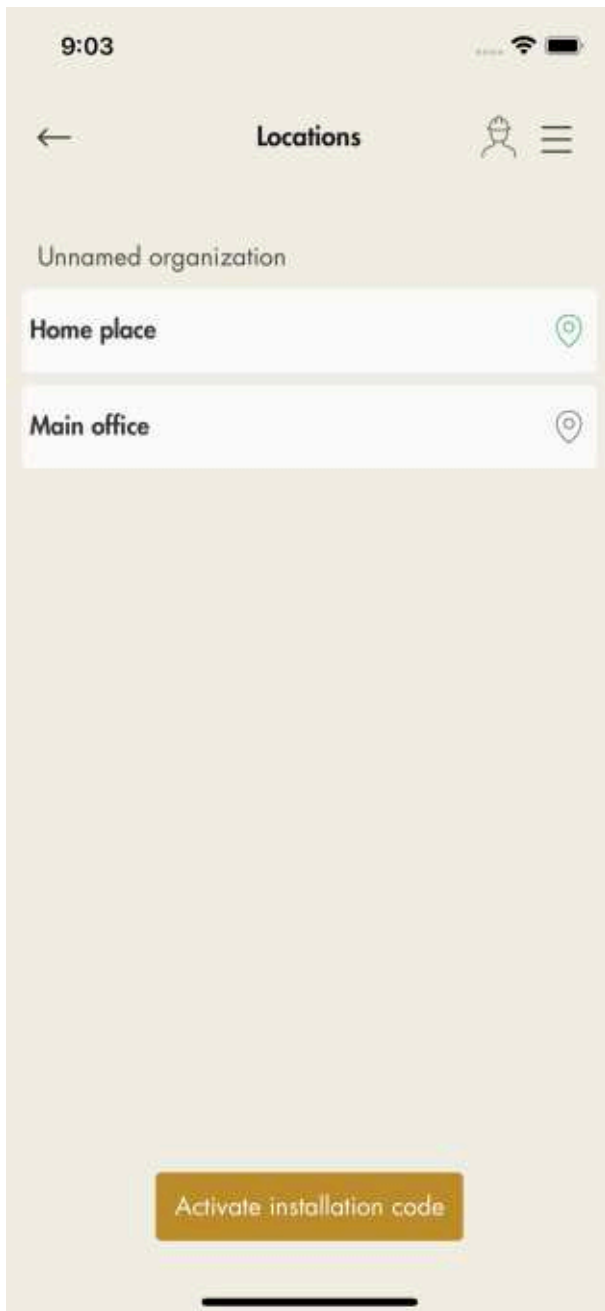 9:03
Locations
Unnamed organization
Home place
Main office
Activate installation code